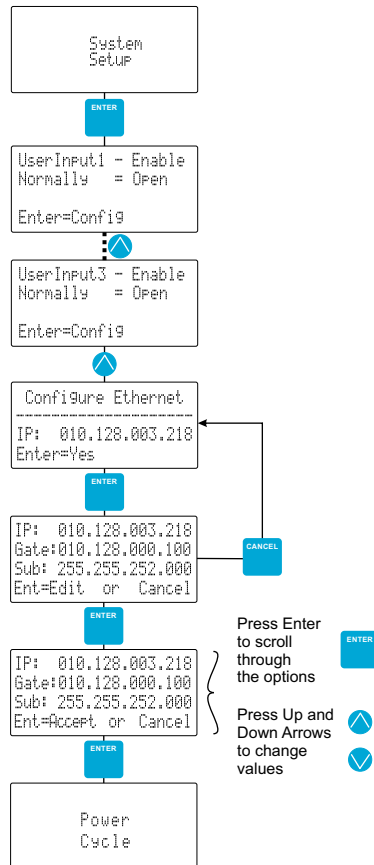 System
Setup
ENTER
UserInput1 - Enable
Normally = Open
Enter=Config
UserInput3 - Enable
Normally = Open
Enter=Config
Configure Ethernet
--------------------
IP: 010.128.003.218
Enter=Yes
ENTER
IP: 010.128.003.218
Gate:010.128.000.100
Sub: 255.255.252.000
Ent=Edit or Cancel
CANCEL
ENTER
IP: 010.128.003.218
Gate:010.128.000.100
Sub: 255.255.252.000
Ent=Accept or Cancel
Press Enter
to scroll
through
the options
ENTER
Press Up and
Down Arrows
to change
values
ENTER
Power
Cycle